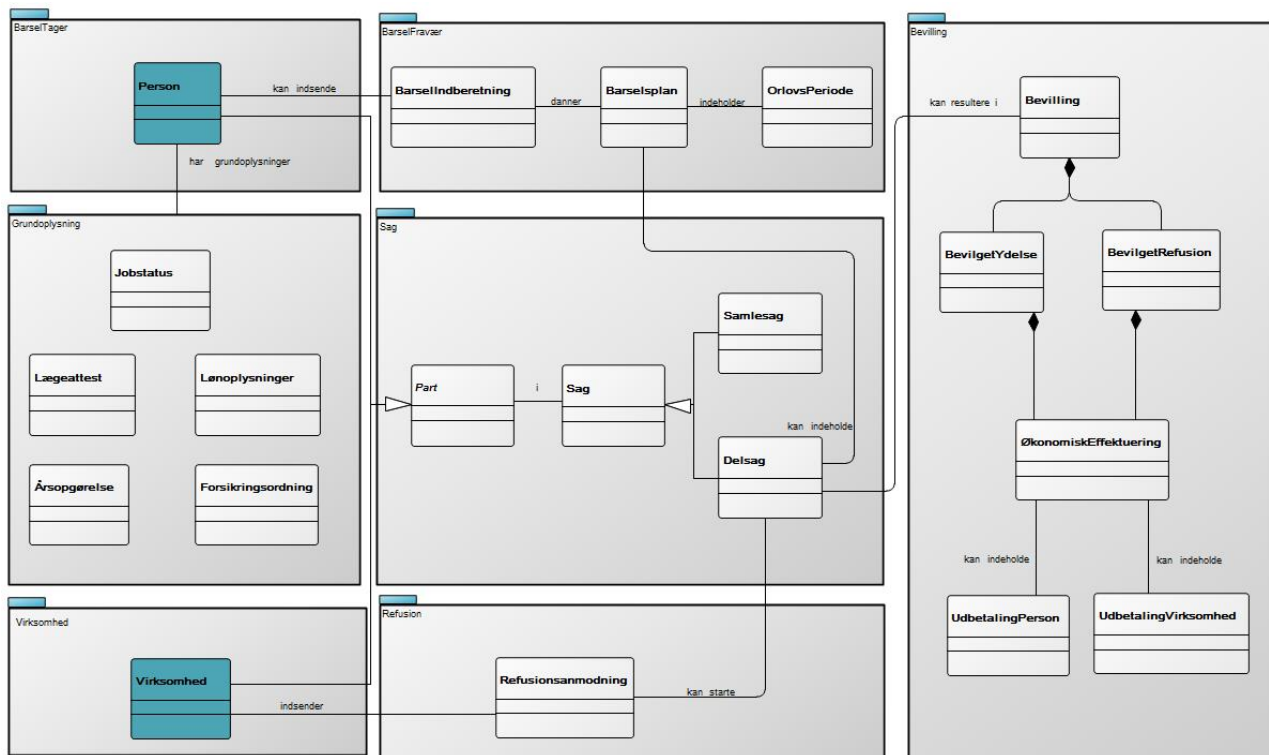 BarselTager
Person
kan indsende
har grundoplysninger
BarselFravær
BarselIndberetning
danner
Barselsplan
indeholder
OrlovsPeriode
Bevilling
kan resultere i
Bevilling
BevilgetYdelse
BevilgetRefusion
ØkonomiskEffektuering
kan indeholde
kan indeholde
UdbetalingPerson
UdbetalingVirksomhed
Grundoplysning
Jobstatus
Lægeattest
Lønoplysninger
Årsopgørelse
Forsikringsordning
Sag
Samlesag
Part
i
Sag
kan indeholde
Delsag
Virksomhed
Virksomhed
indsender
Refusion
Refusionsanmodning
kan starte